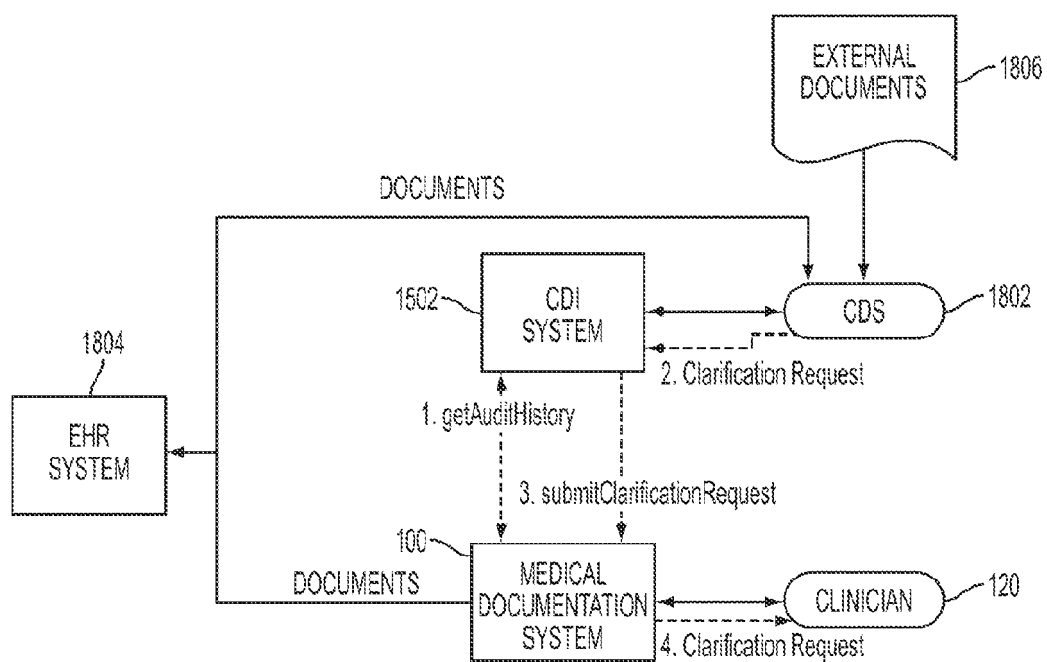 EXTERNAL
DOCUMENTS
1806
DOCUMENTS
1502
CDI
SYSTEM
CDS
1802
2. Clarification Request
1804
1. getAuditHistory
EHR
SYSTEM
3. submitClarificationRequest
100
DOCUMENTS
MEDICAL
DOCUMENTATION
SYSTEM
CLINICIAN
120
4. Clarification Request